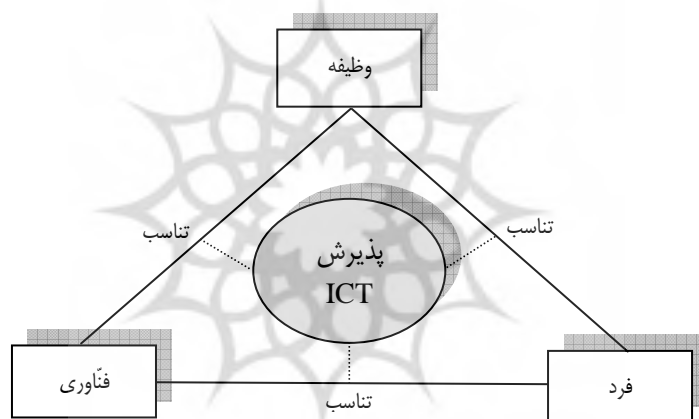 وظیفه
تناسب
تناسب
پذیرش
ICT
فرد
فنّاوری
تناسب